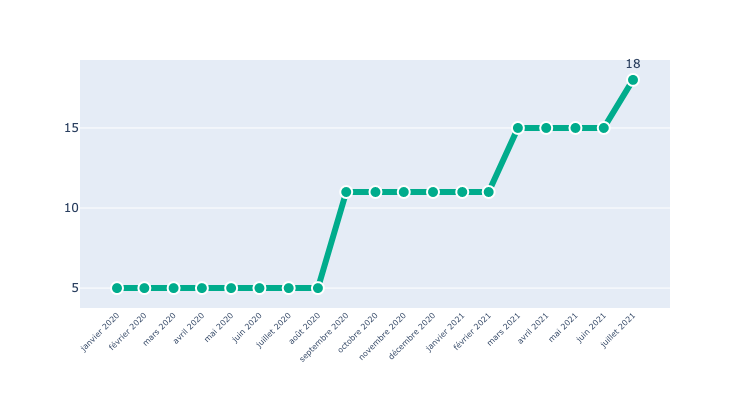 18
15
10
5
janvier 2020
février 2020
mars 2020
avril 2020
mai 2020
juin 2020
juillet 2020
août 2020
septembre 2020
octobre 2020
novembre 2020
décembre 2020
janvier 2021
février 2021
mars 2021
avril 2021
mai 2021
juin 2021
juillet 2021